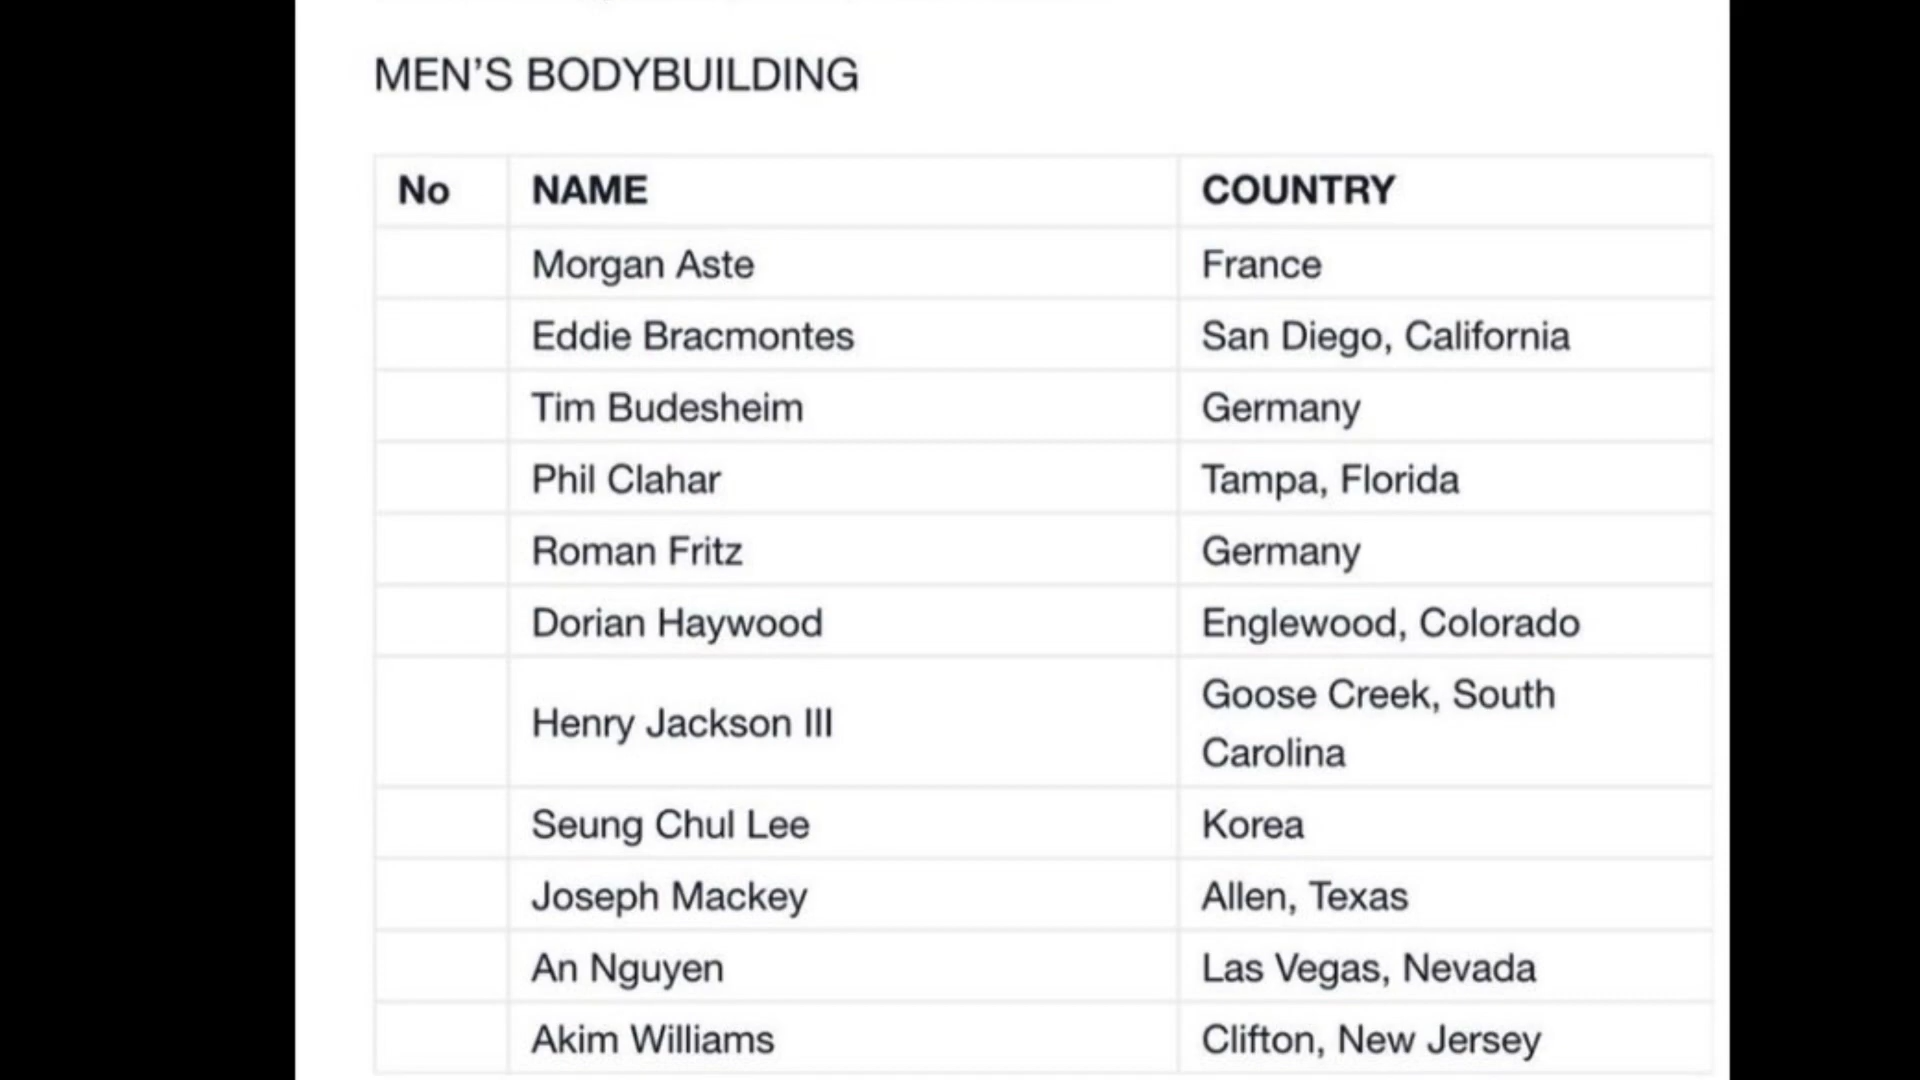 MEN’S BODYBUILDING
No NAME COUNTRY
Morgan Aste France
Eddie Bracmontes San Diego, California
Tim Budesheim Germany
Phil Clahar Tampa, Florida
Roman Fritz Germany
Dorian Haywood Englewood, Colorado
Henry Jackson III Goose Creek, South
Carolina
Seung Chul Lee Korea
Joseph Mackey Allen, Texas
An Nguyen Las Vegas, Nevada
Akim Williams Clifton, New Jersey